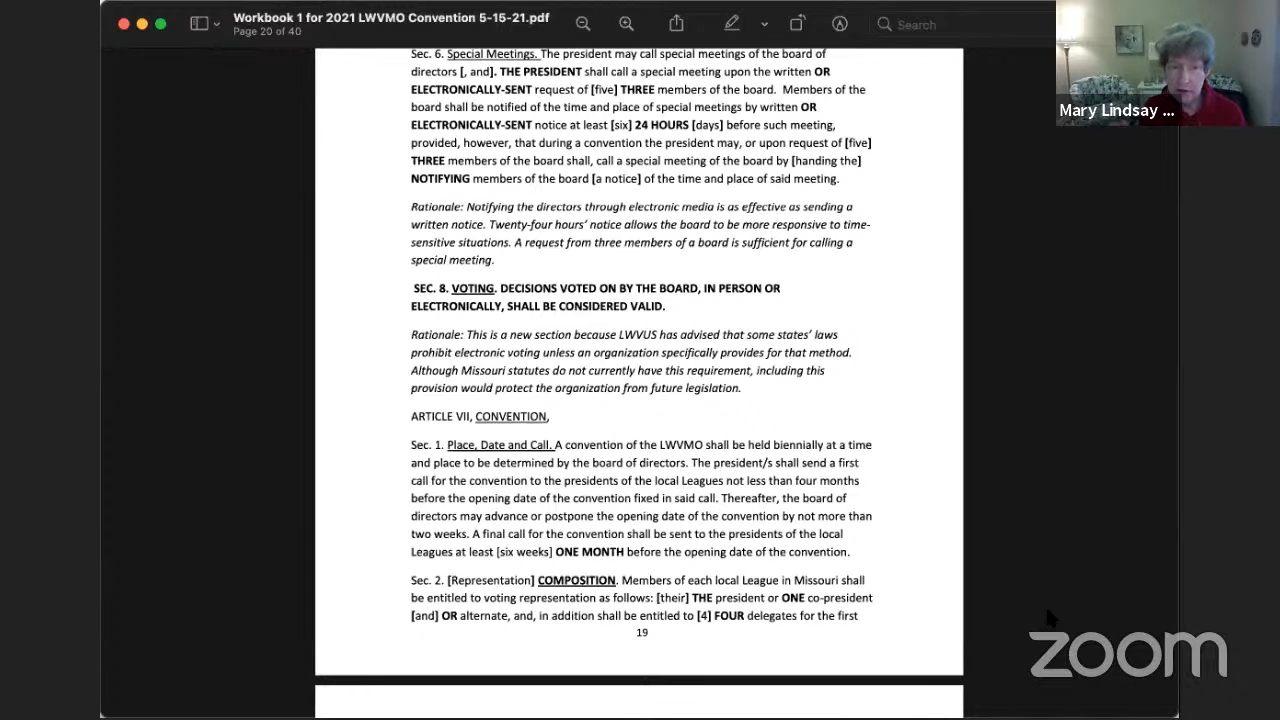 Workbook 1 for 2021 LWVMO Convention 5-15-21.pdf
Page 20 of 40
Search
Mary Lindsay ...
Sec. 6. Special Meetings. The president may call special meetings of the board of
directors [, and]. THE PRESIDENT shall call a special meeting upon the written OR
ELECTRONICALLY-SENT request of [five] THREE members of the board. Members of the
board shall be notified of the time and place of special meetings by written OR
ELECTRONICALLY-SENT notice at least [six] 24 HOURS [days] before such meeting,
provided, however, that during a convention the president may, or upon request of [five]
THREE members of the board shall, call a special meeting of the board by [handing the]
NOTIFYING members of the board [a notice] of the time and place of said meeting.
Rationale: Notifying the directors through electronic media is as effective as sending a
written notice. Twenty-four hours' notice allows the board to be more responsive to time-
sensitive situations. A request from three members of a board is sufficient for calling a
special meeting.
SEC. 8. VOTING. DECISIONS VOTED ON BY THE BOARD, IN PERSON OR
ELECTRONICALLY, SHALL BE CONSIDERED VALID.
Rationale: This is a new section because LWVUS has advised that some states' laws
prohibit electronic voting unless an organization specifically provides for that method.
Although Missouri statutes do not currently have this requirement, including this
provision would protect the organization from future legislation.
ARTICLE VII, CONVENTION,
Sec. 1. Place, Date and Call. A convention of the LWVMO shall be held biennially at a time
and place to be determined by the board of directors. The president/s shall send a first
call for the convention to the presidents of the local Leagues not less than four months
before the opening date of the convention fixed in said call. Thereafter, the board of
directors may advance or postpone the opening date of the convention by not more than
two weeks. A final call for the convention shall be sent to the presidents of the local
Leagues at least [six weeks] ONE MONTH before the opening date of the convention.
Sec. 2. [Representation] COMPOSITION. Members of each local League in Missouri shall
be entitled to voting representation as follows: [their] THE president or ONE co-president
[and] OR alternate, and, in addition shall be entitled to [4] FOUR delegates for the first
19
zoom